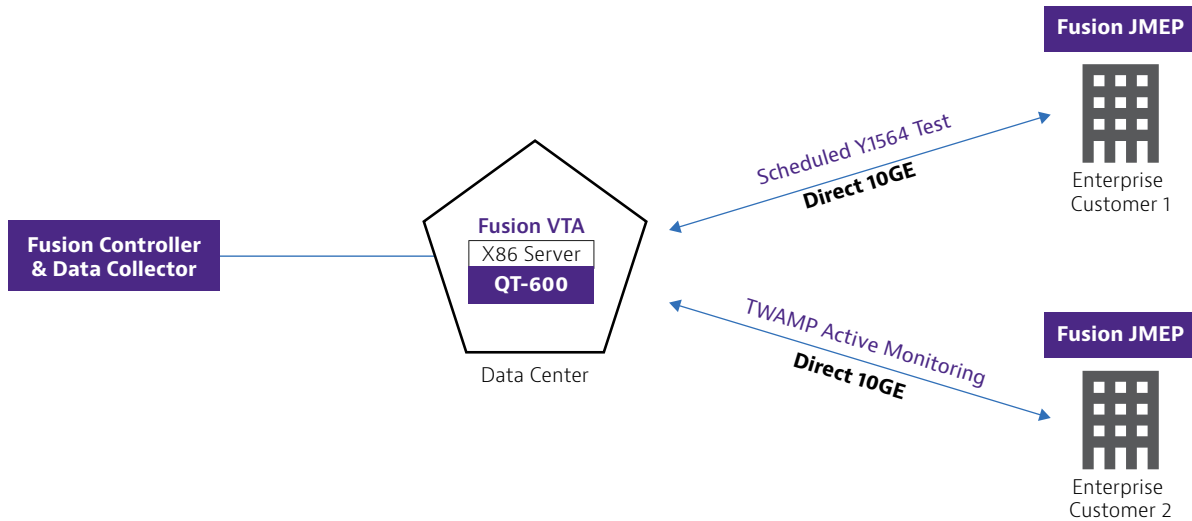 Fusion Controller
& Data Collector
Fusion VTA
X86 Server
QT-600
Data Center
Scheduled Y.1564 Test
Direct 10GE
TWAMP Active Monitoring
Direct 10GE
Fusion JMEP
Enterprise
Customer 1
Fusion JMEP
Enterprise
Customer 2